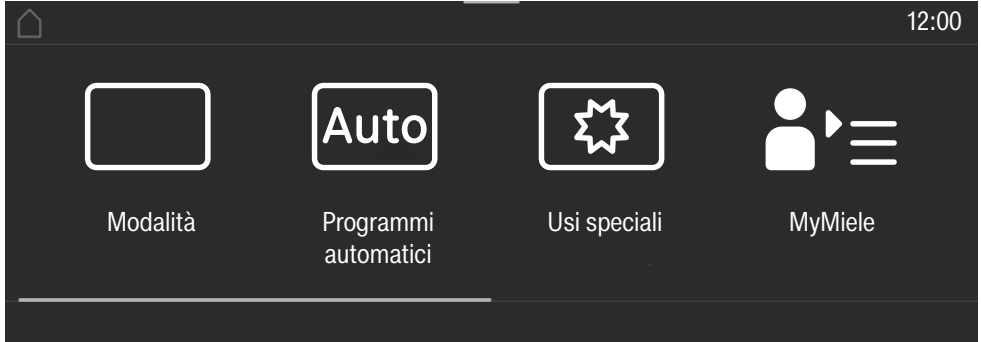 12:00
Auto
Modalità
Programmi
automatici
Usi speciali
MyMiele